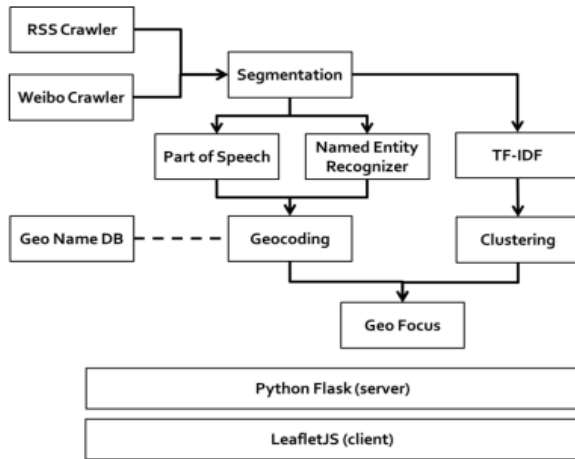 RSS Crawler
Weibo Crawler
Segmentation
Part of Speech
Named Entity
Recognizer
TF-IDF
Geo Name DB
Geocoding
Clustering
Geo Focus
Python Flask (server)
LeafletJS (client)